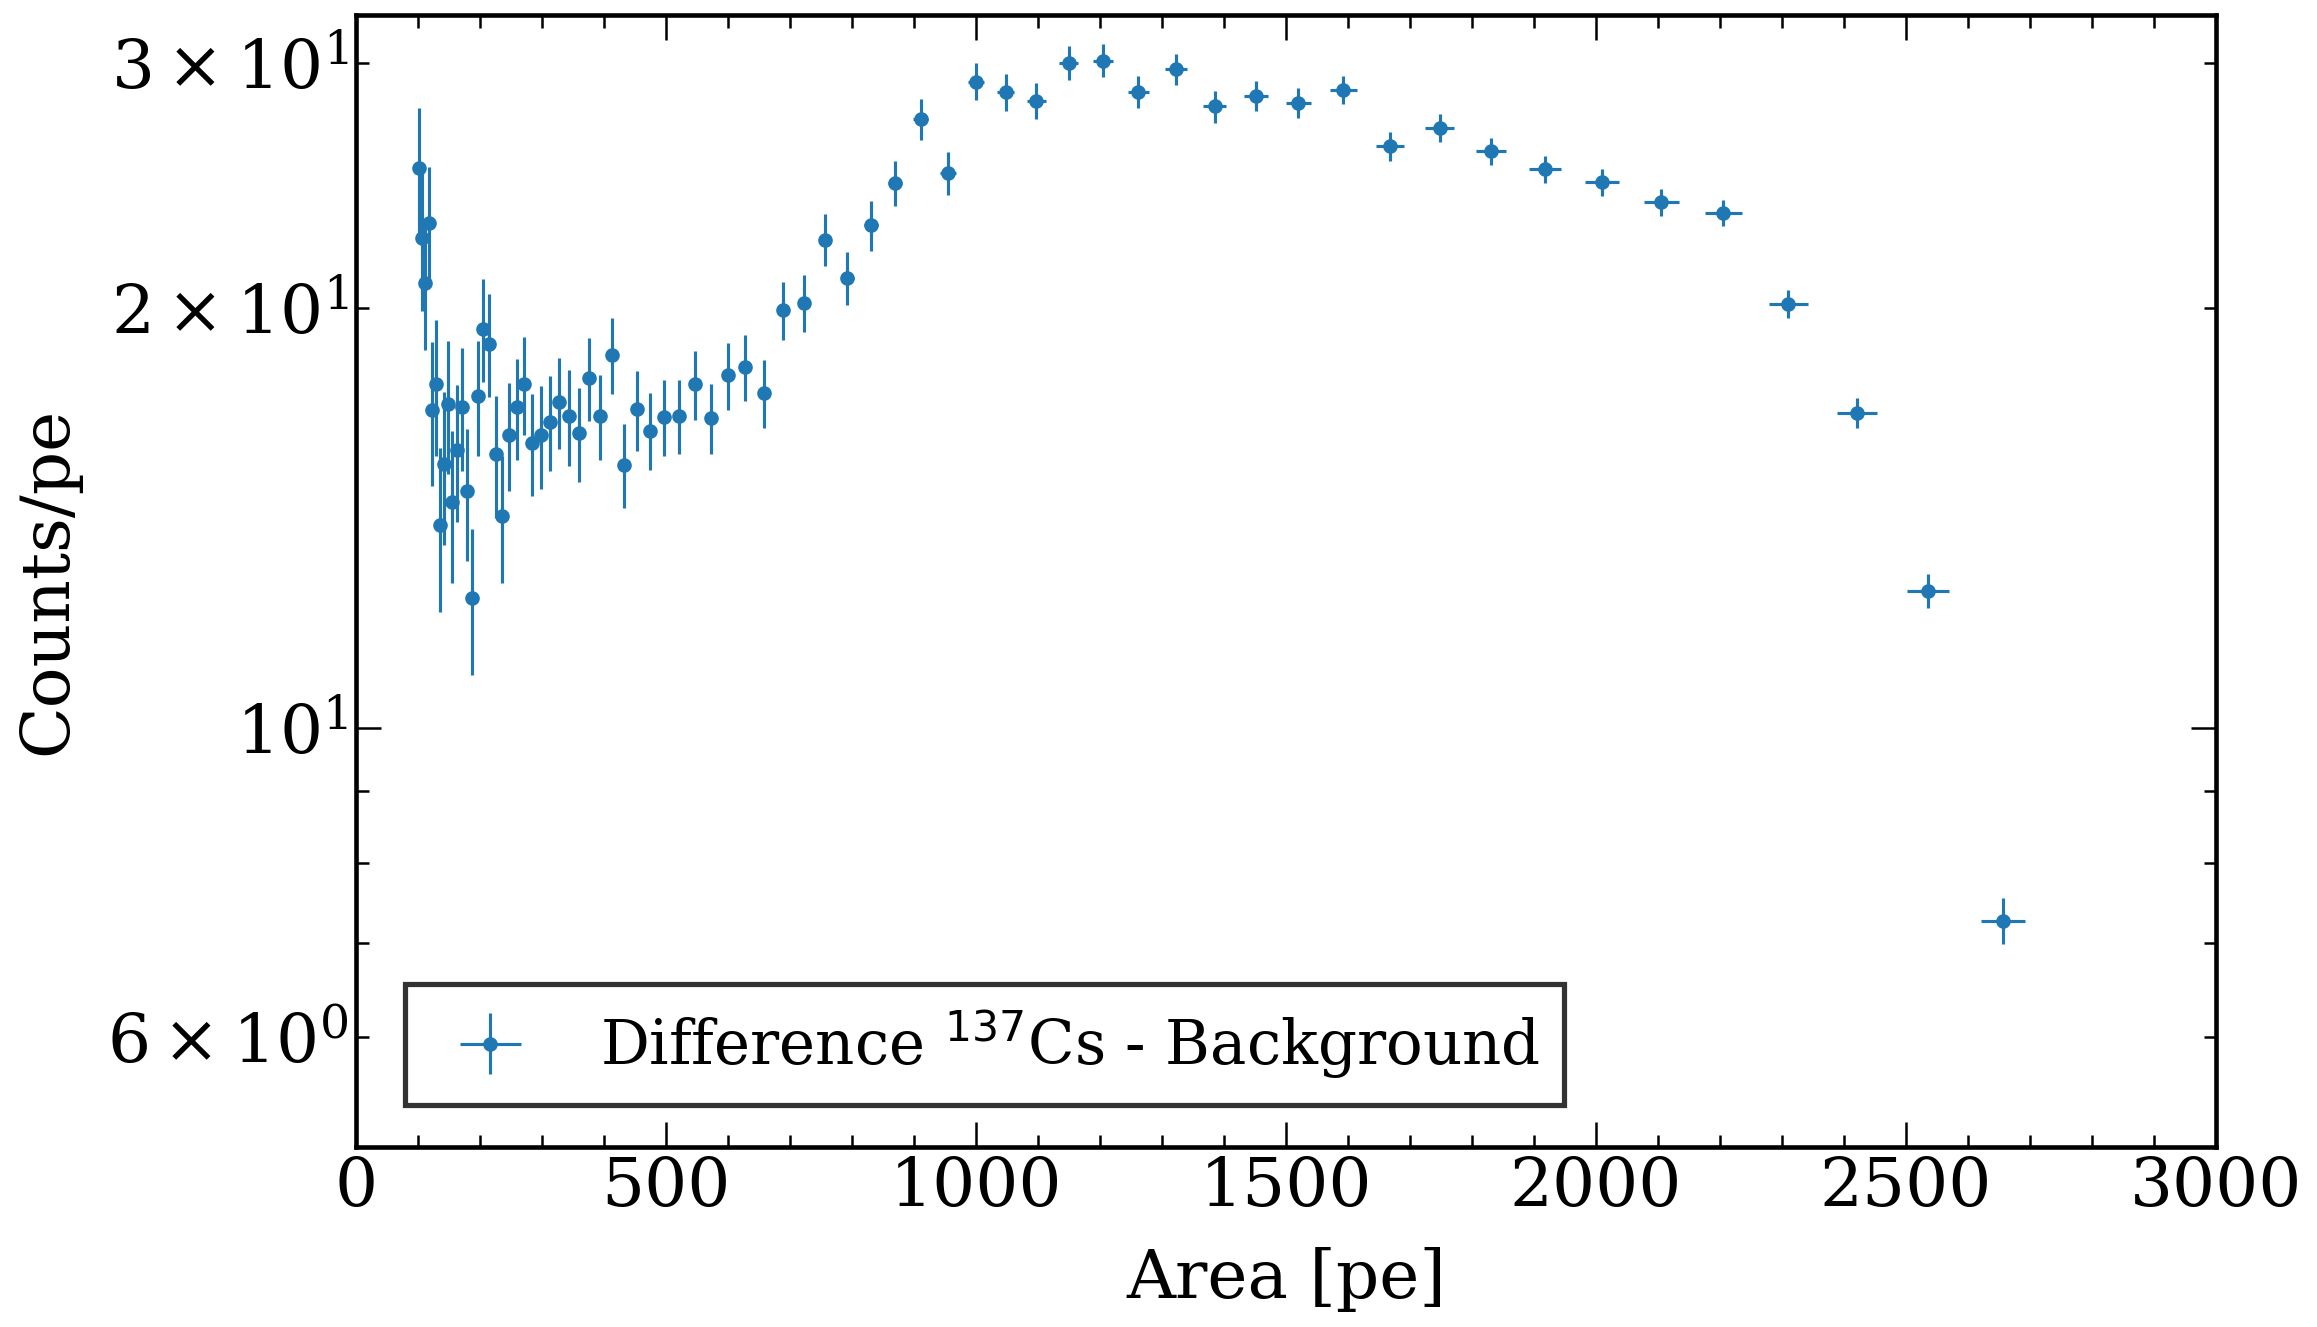 3 × 10¹
2 × 10¹
10¹
6 × 10⁰
Counts/pe
Difference ¹³⁷Cs - Background
0 500 1000 1500 2000 2500 3000
Area [pe]